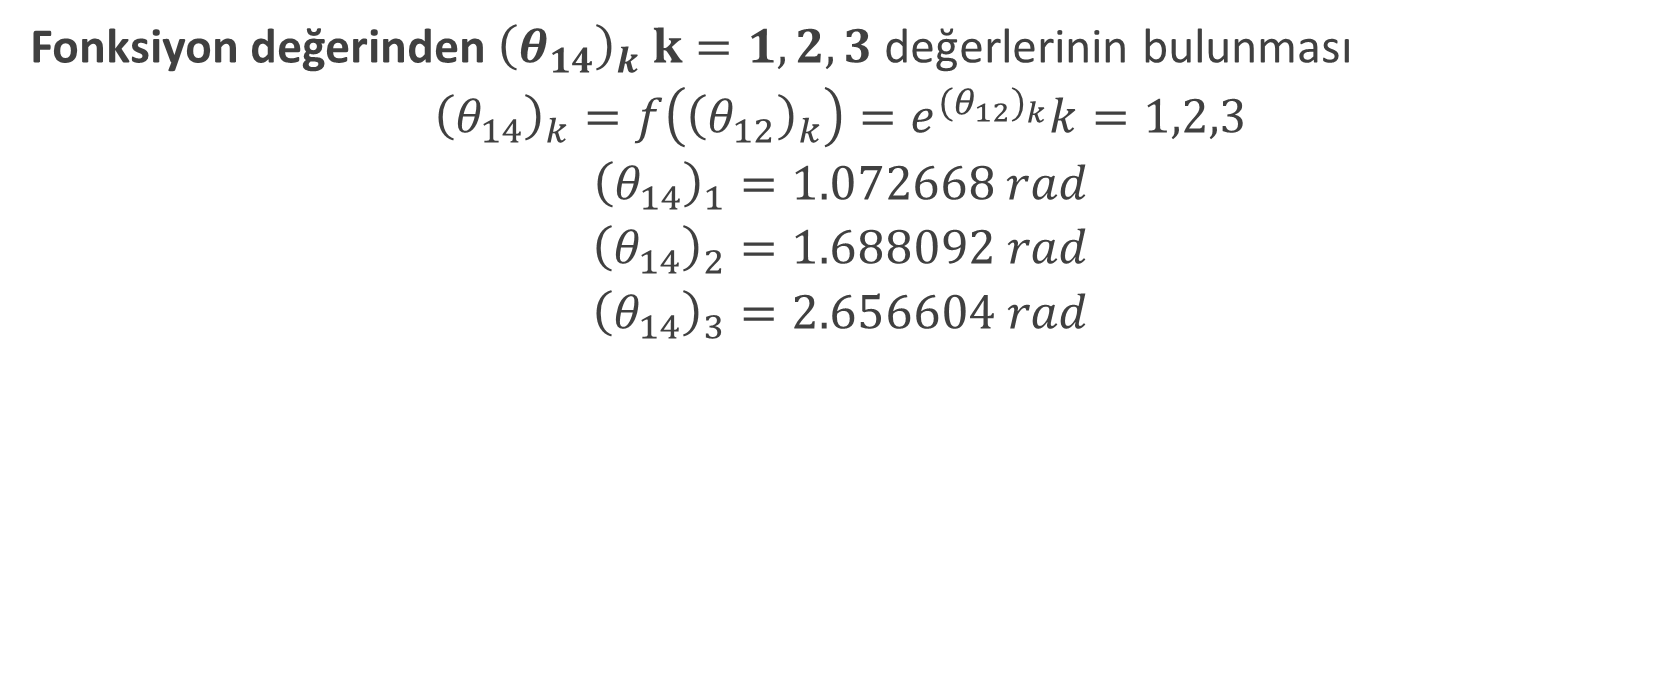 Fonksiyon değerinden (θ₁₄)ₖ k = 1, 2, 3 değerlerinin bulunması
(θ₁₄)ₖ = f((θ₁₂)ₖ) = e^(θ₁₂)ₖ k = 1,2,3
(θ₁₄)₁ = 1.072668 rad
(θ₁₄)₂ = 1.688092 rad
(θ₁₄)₃ = 2.656604 rad